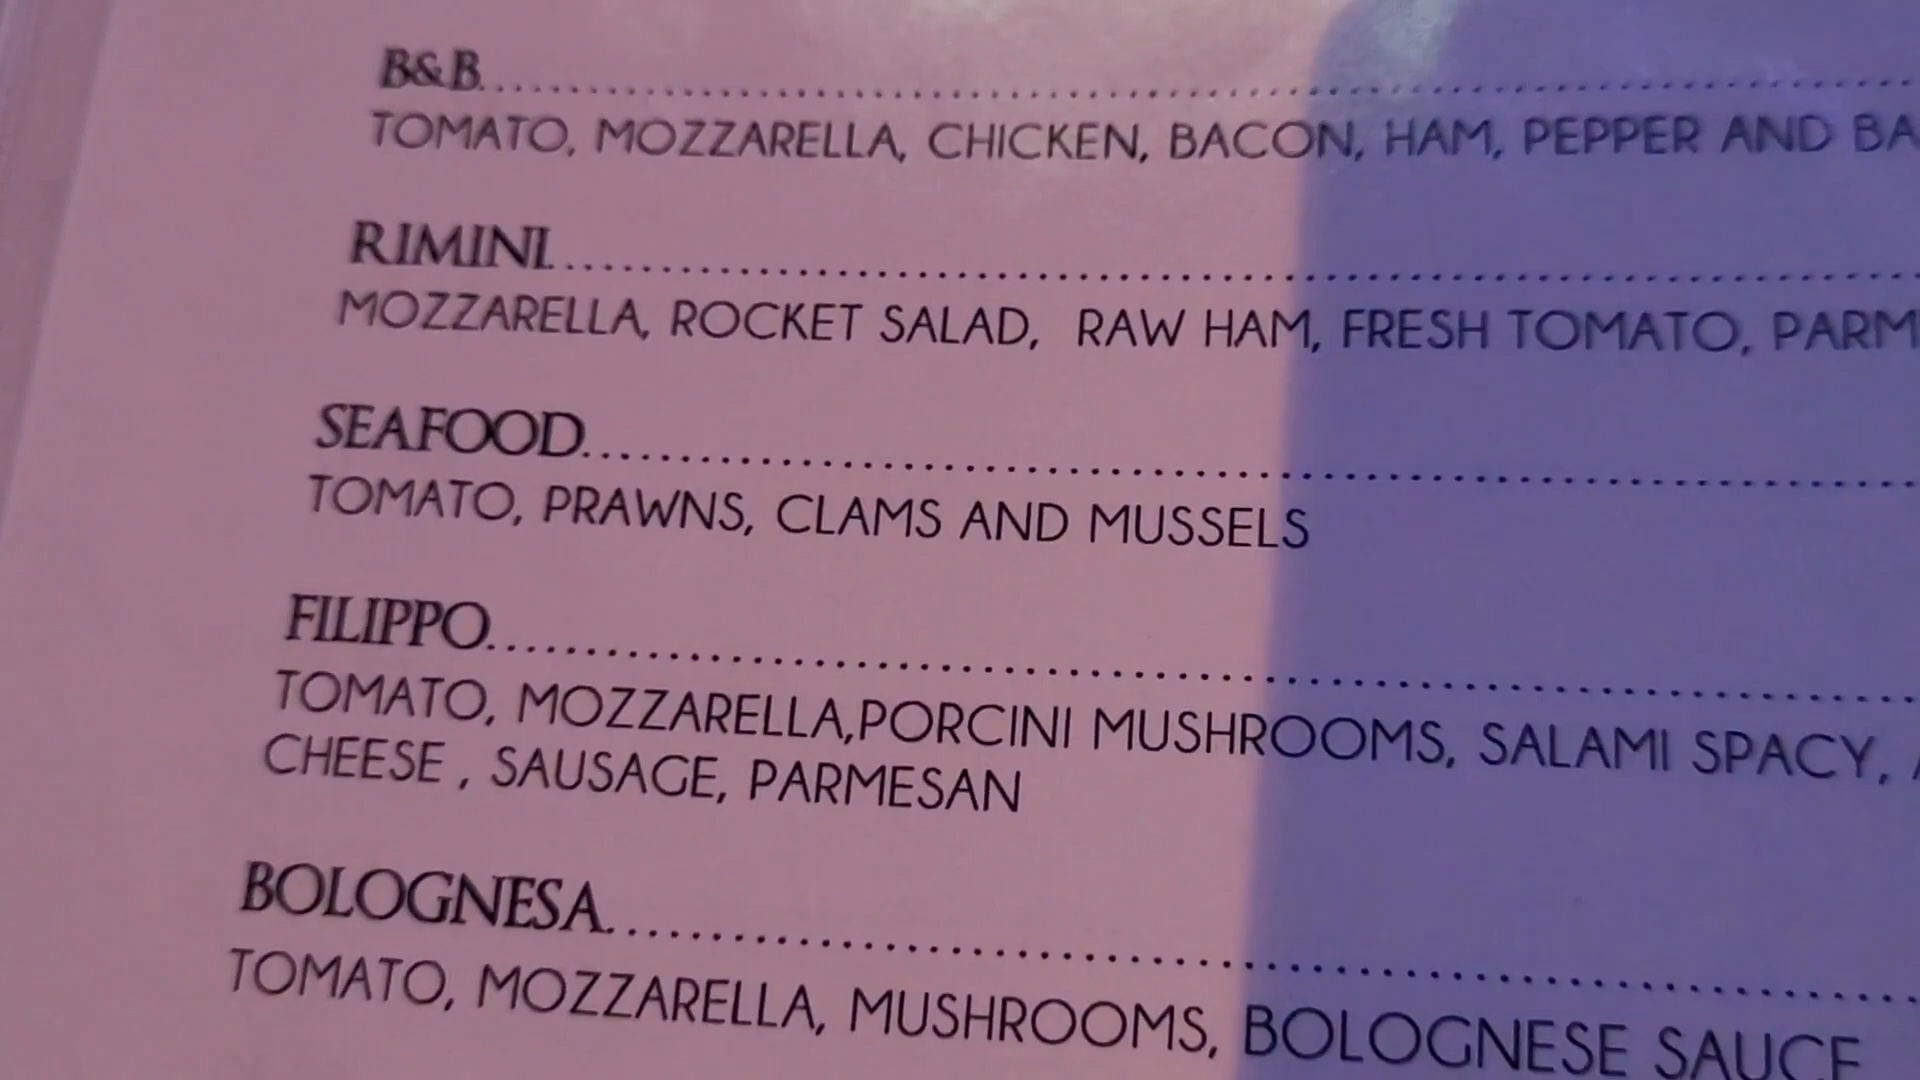 B&B
TOMATO, MOZZARELLA, CHICKEN, BACON, HAM, PEPPER AND
RIMINI
MOZZARELLA, ROCKET SALAD, RAW HAM, FRESH TOMATO,
SEAFOOD
TOMATO, PRAWNS, CLAMS AND MUSSELS
FILIPPO
TOMATO, MOZZARELLA,PORCINI MUSHROOMS, SALAMI SPACY,
CHEESE , SAUSAGE, PARMESAN
BOLOGNESA
TOMATO, MOZZARELLA, MUSHROOMS, BOLOGNESE SAUCE